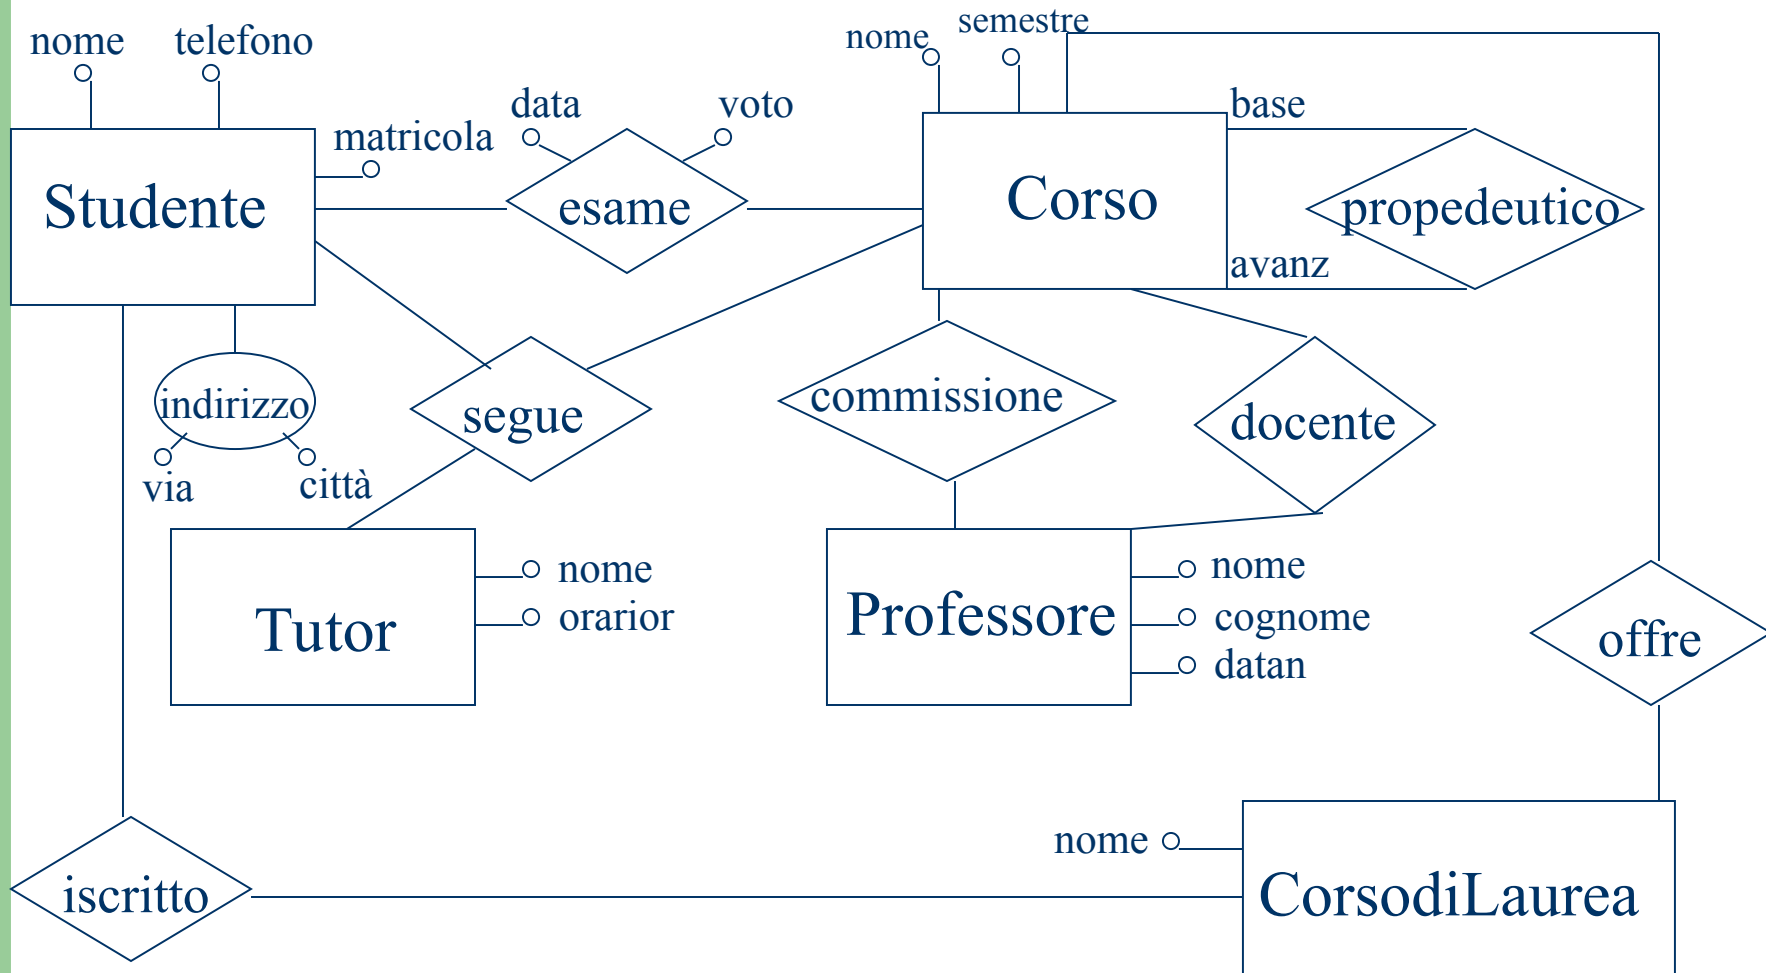 semestre
nome
nome
telefono
data
voto
base
matricola
Studente
esame
Corso
propedeutico
avanz
indirizzo
commissione
segue
docente
via
città
nome
nome
orarior
cognome
Tutor
Professore
datan
offre
nome
iscritto
CorsodiLaurea